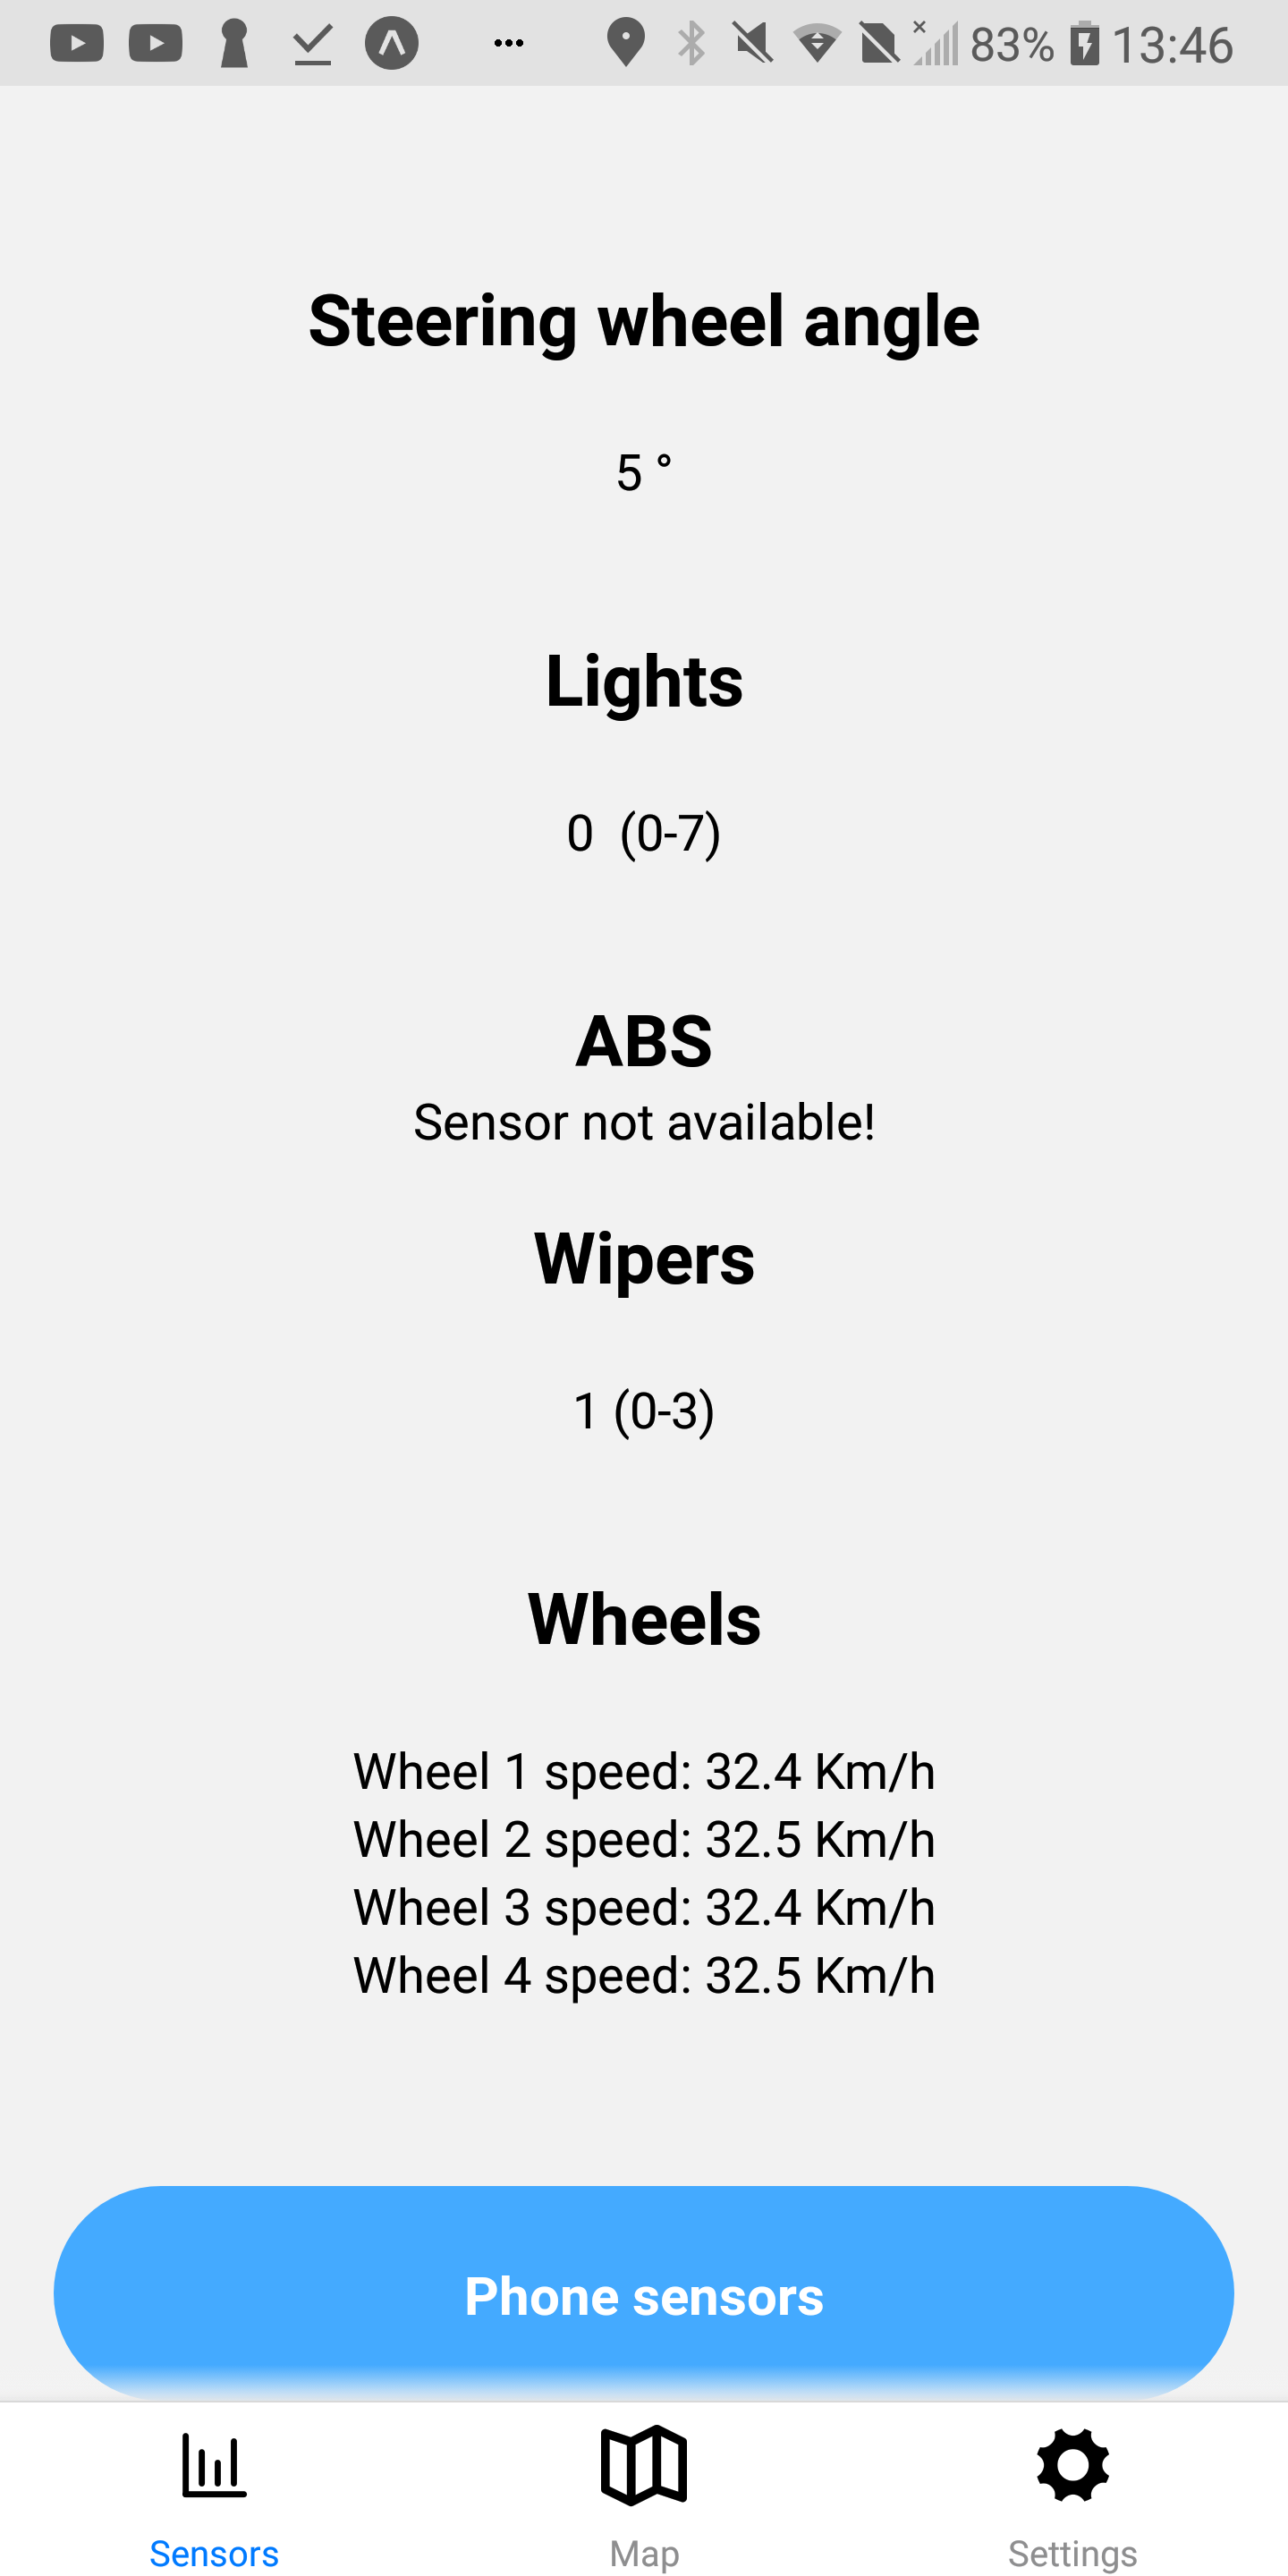 83% 13:46
Steering wheel angle
5 °
Lights
0 (0-7)
ABS
Sensor not available!
Wipers
1 (0-3)
Wheels
Wheel 1 speed: 32.4 Km/h
Wheel 2 speed: 32.5 Km/h
Wheel 3 speed: 32.4 Km/h
Wheel 4 speed: 32.5 Km/h
Phone sensors
Sensors Map Settings